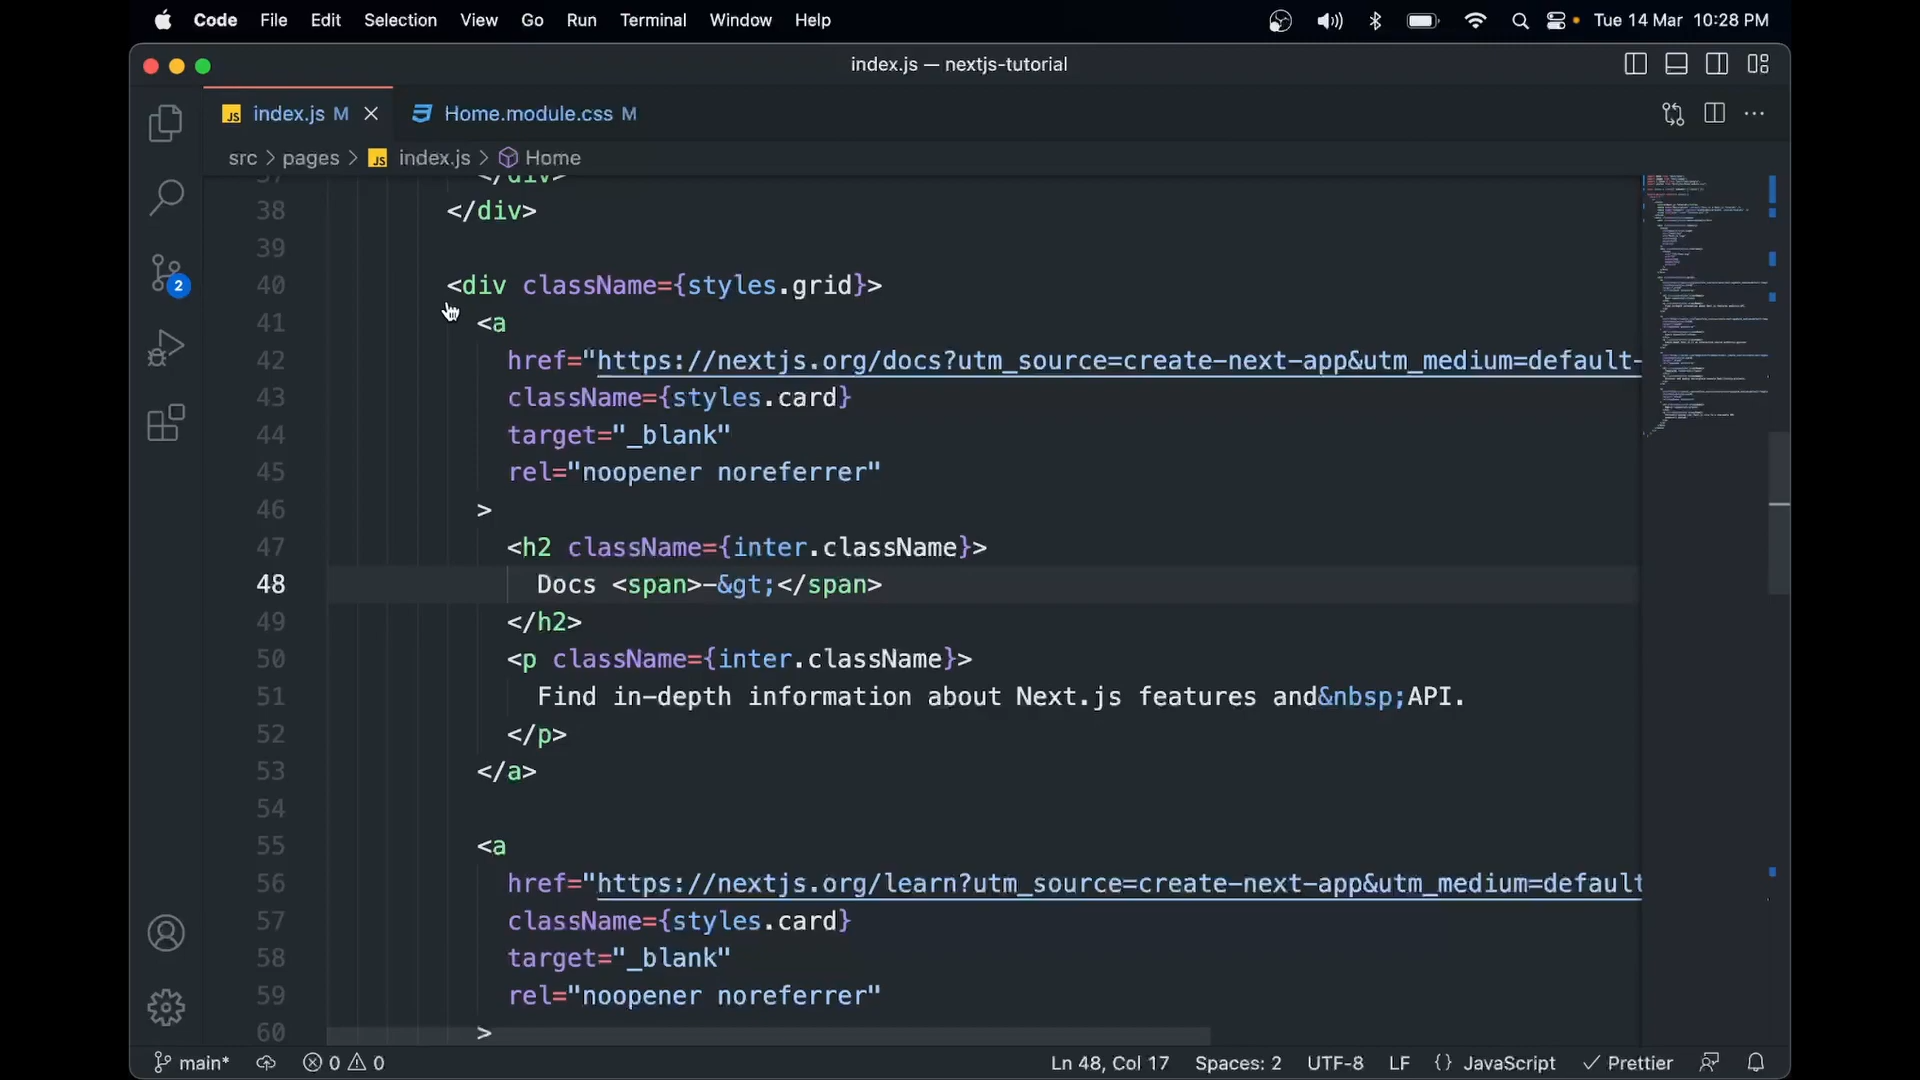 Code File Edit Selection View Go Run Terminal Window Help Tue 14 Mar 10:28 PM
index.js — nextjs-tutorial
JS index.js M Home.module.css M
src > pages > JS index.js > Home
37 </div>
38 </div>
39
40 <div className={styles.grid}>
41 <a
42 href="https://nextjs.org/docs?utm_source=create-next-app&utm_medium=default-
43 className={styles.card}
44 target="_blank"
45 rel="noopener noreferrer"
46 >
47 <h2 className={inter.className}>
48 Docs <span>-&gt;</span>
49 </h2>
50 <p className={inter.className}>
51 Find in-depth information about Next.js features and&nbsp;API.
52 </p>
53 </a>
54
55 <a
56 href="https://nextjs.org/learn?utm_source=create-next-app&utm_medium=default
57 className={styles.card}
58 target="_blank"
59 rel="noopener noreferrer"
60 >
2
main* 0 0 Ln 48, Col 17 Spaces: 2 UTF-8 LF {} JavaScript Prettier